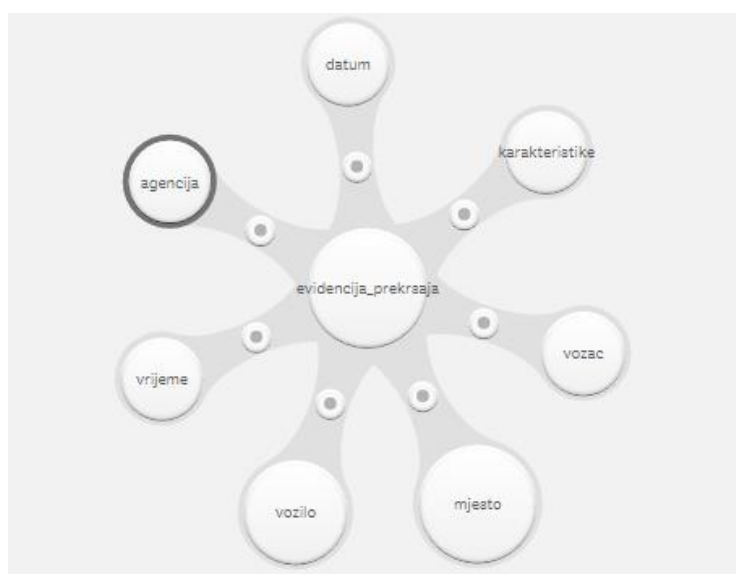 datum
karakteristike
agencija
evidencija_prekrsaja
vozac
vrijeme
mjesto
vozilo